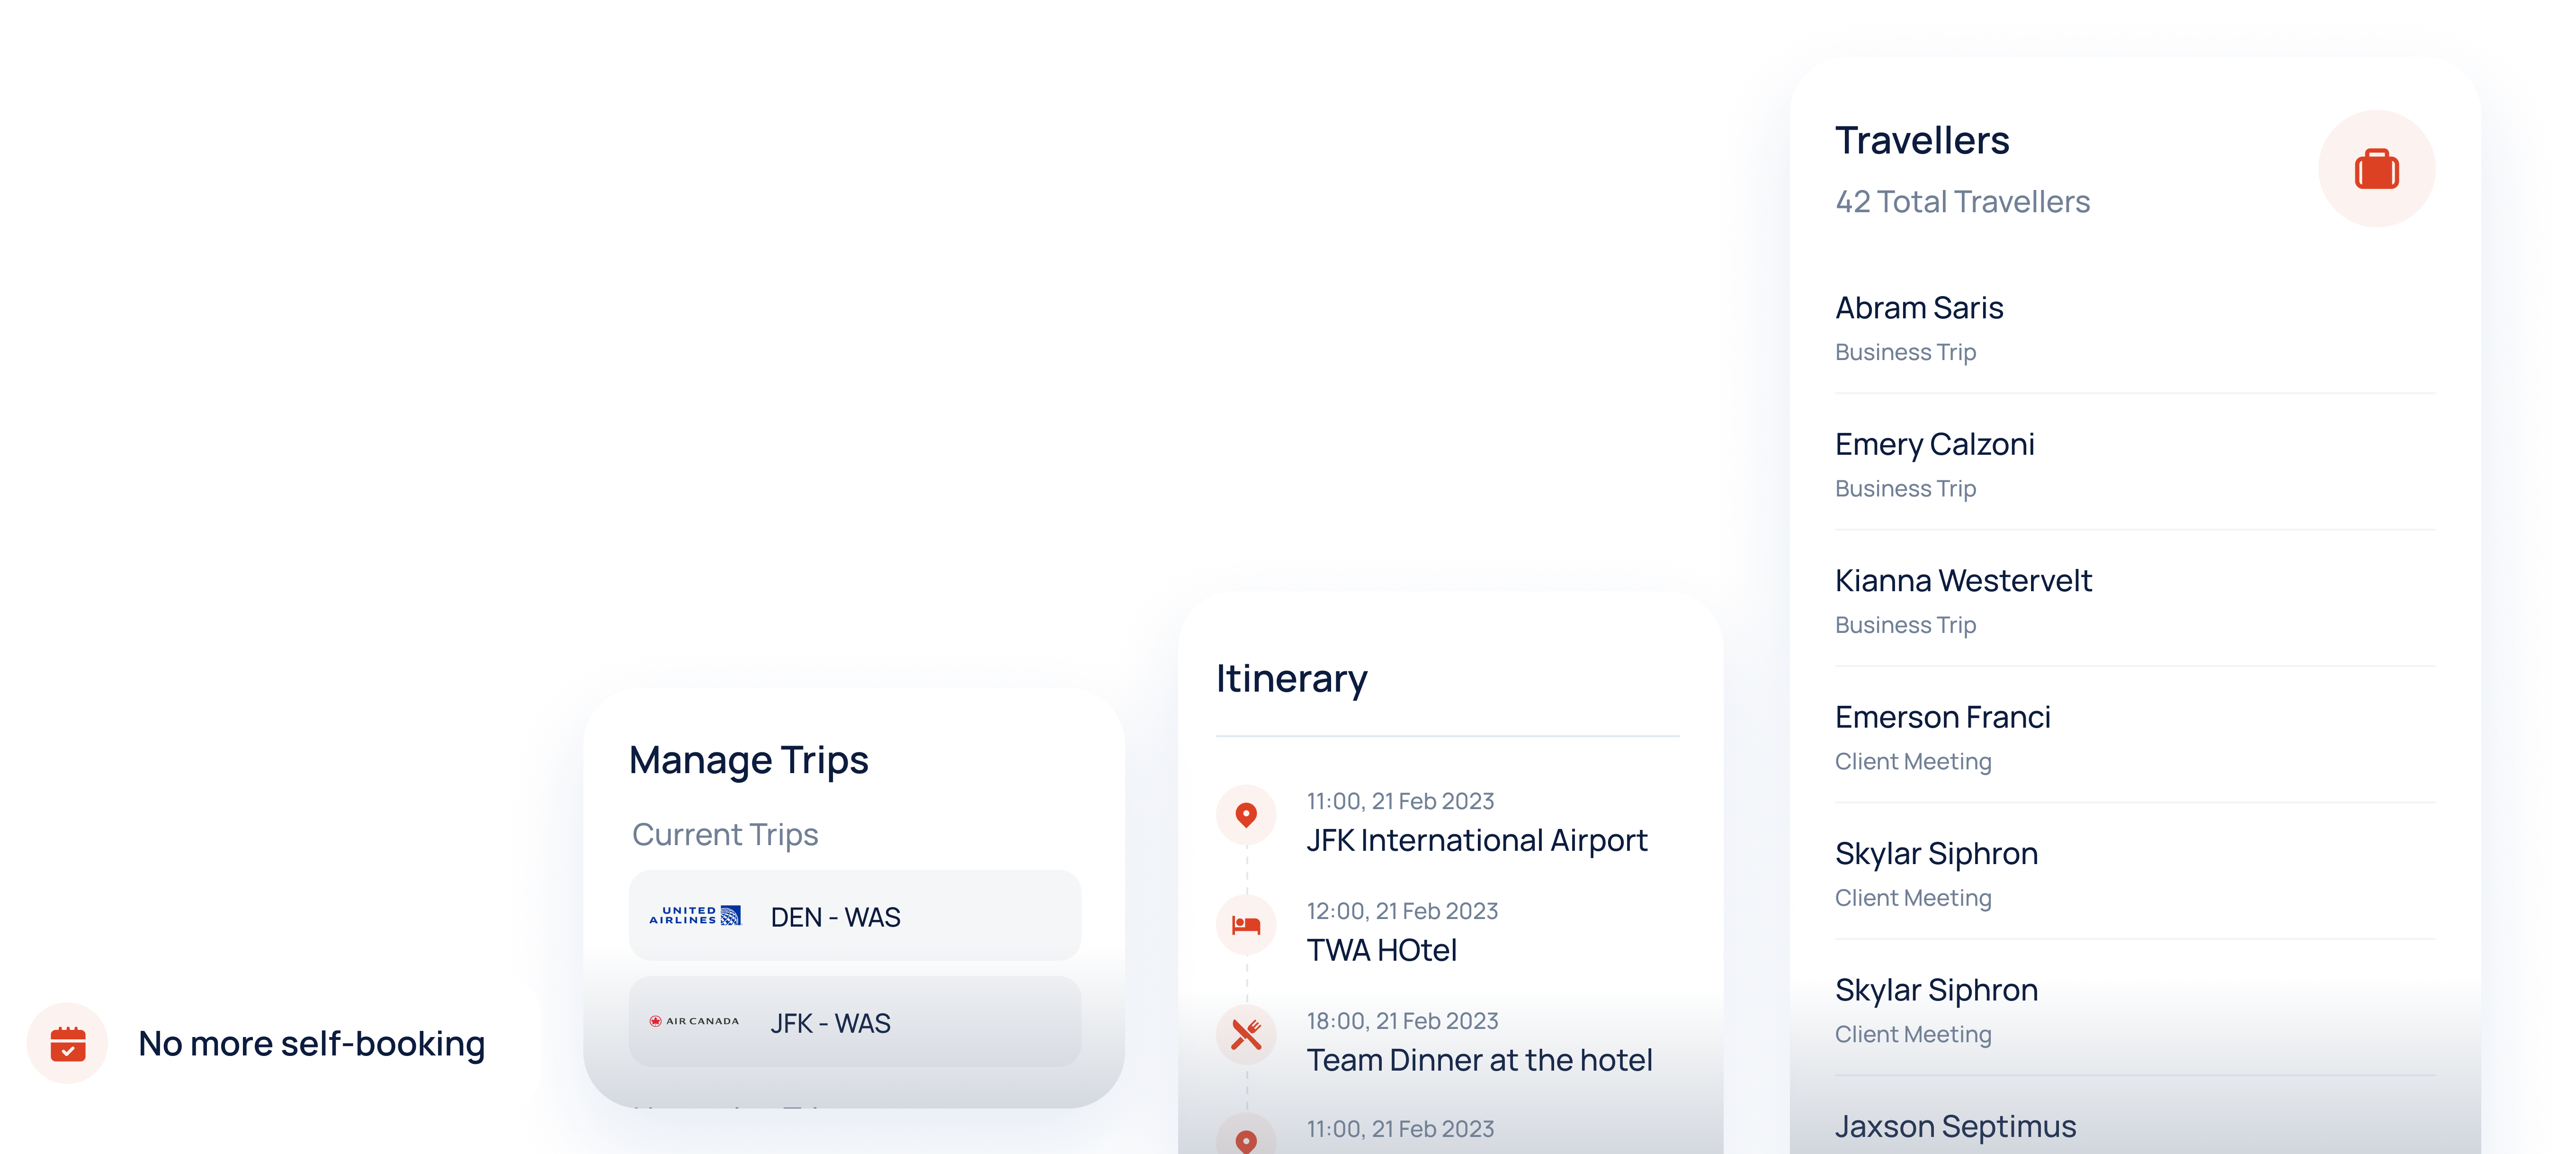 No more self-booking
Manage Trips
Current Trips
UNITED
AIRLINES
DEN - WAS
AIR CANADA
JFK - WAS
Itinerary
11:00, 21 Feb 2023
JFK International Airport
12:00, 21 Feb 2023
TWA HOtel
18:00, 21 Feb 2023
Team Dinner at the hotel
11:00, 21 Feb 2023
Travellers
42 Total Travellers
Abram Saris
Business Trip
Emery Calzoni
Business Trip
Kianna Westervelt
Business Trip
Emerson Franci
Client Meeting
Skylar Siphron
Client Meeting
Skylar Siphron
Client Meeting
Jaxson Septimus